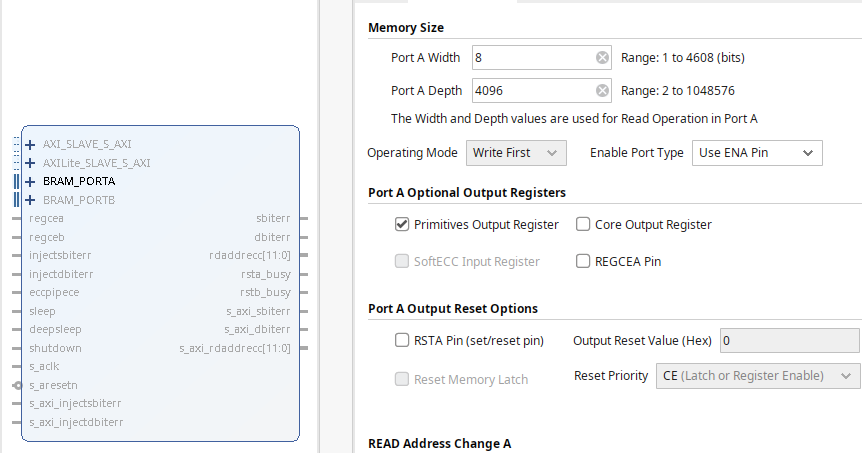 AXI_SLAVE_S_AXI
AXILite_SLAVE_S_AXI
BRAM_PORTA
BRAM_PORTB
regcea sbiterr
regceb dbiterr
injectsbiterr rdaddrecc[11:0]
injectdbiterr rsta_busy
eccpipece rstb_busy
sleep s_axi_sbiterr
deepsleep s_axi_dbiterr
shutdown s_axi_rdaddrecc[11:0]
s_aclk
s_aresetn
s_axi_injectsbiterr
s_axi_injectdbiterr
Memory Size
Port A Width 8 Range: 1 to 4608 (bits)
Port A Depth 4096 Range: 2 to 1048576
The Width and Depth values are used for Read Operation in Port A
Operating Mode Write First Enable Port Type Use ENA Pin
Port A Optional Output Registers
Primitives Output Register Core Output Register
SoftECC Input Register REGCEA Pin
Port A Output Reset Options
RSTA Pin (set/reset pin) Output Reset Value (Hex) 0
Reset Memory Latch Reset Priority CE (Latch or Register Enable)
READ Address Change A